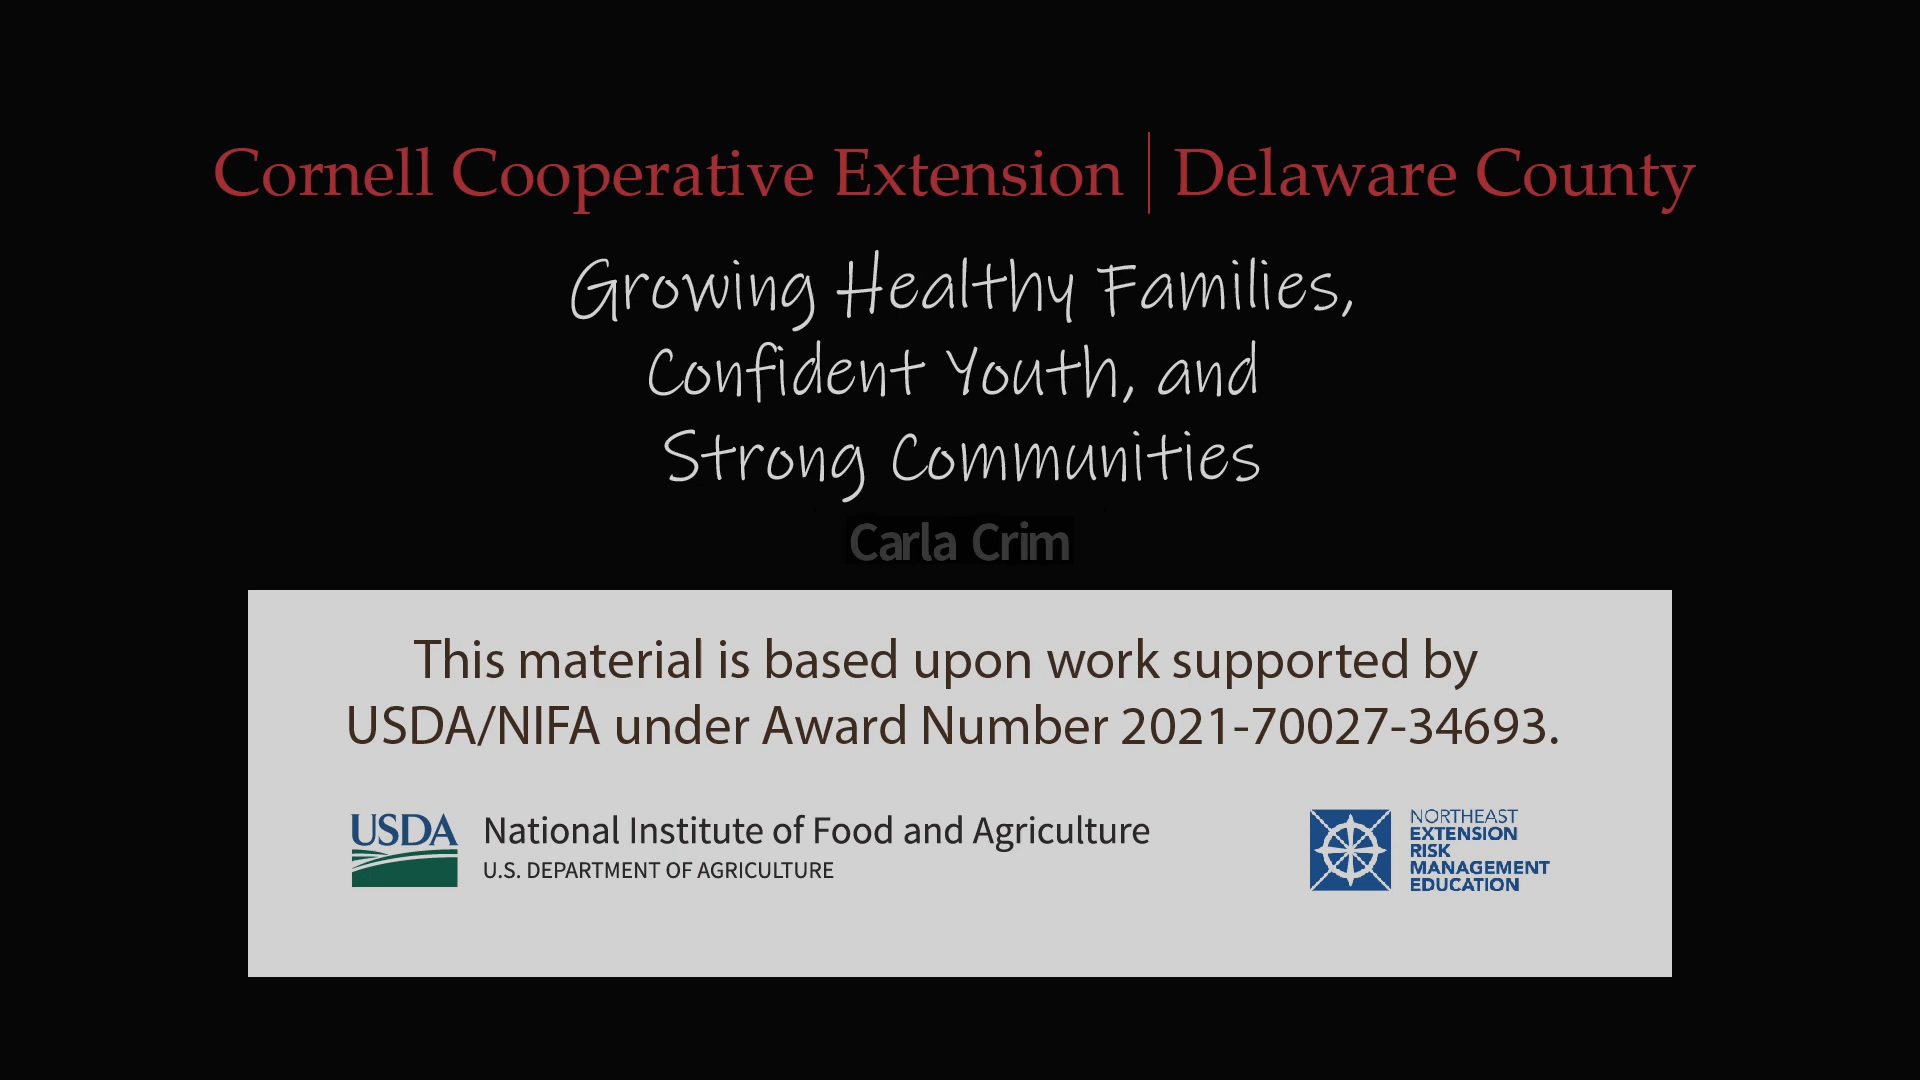 Cornell Cooperative Extension | Delaware County
Growing Healthy Families,
Confident Youth, and
Strong Communities
Carla Crim
This material is based upon work supported by
USDA/NIFA under Award Number 2021-70027-34693.
USDA
National Institute of Food and Agriculture
U.S. DEPARTMENT OF AGRICULTURE
NORTHEAST
EXTENSION
RISK
MANAGEMENT
EDUCATION